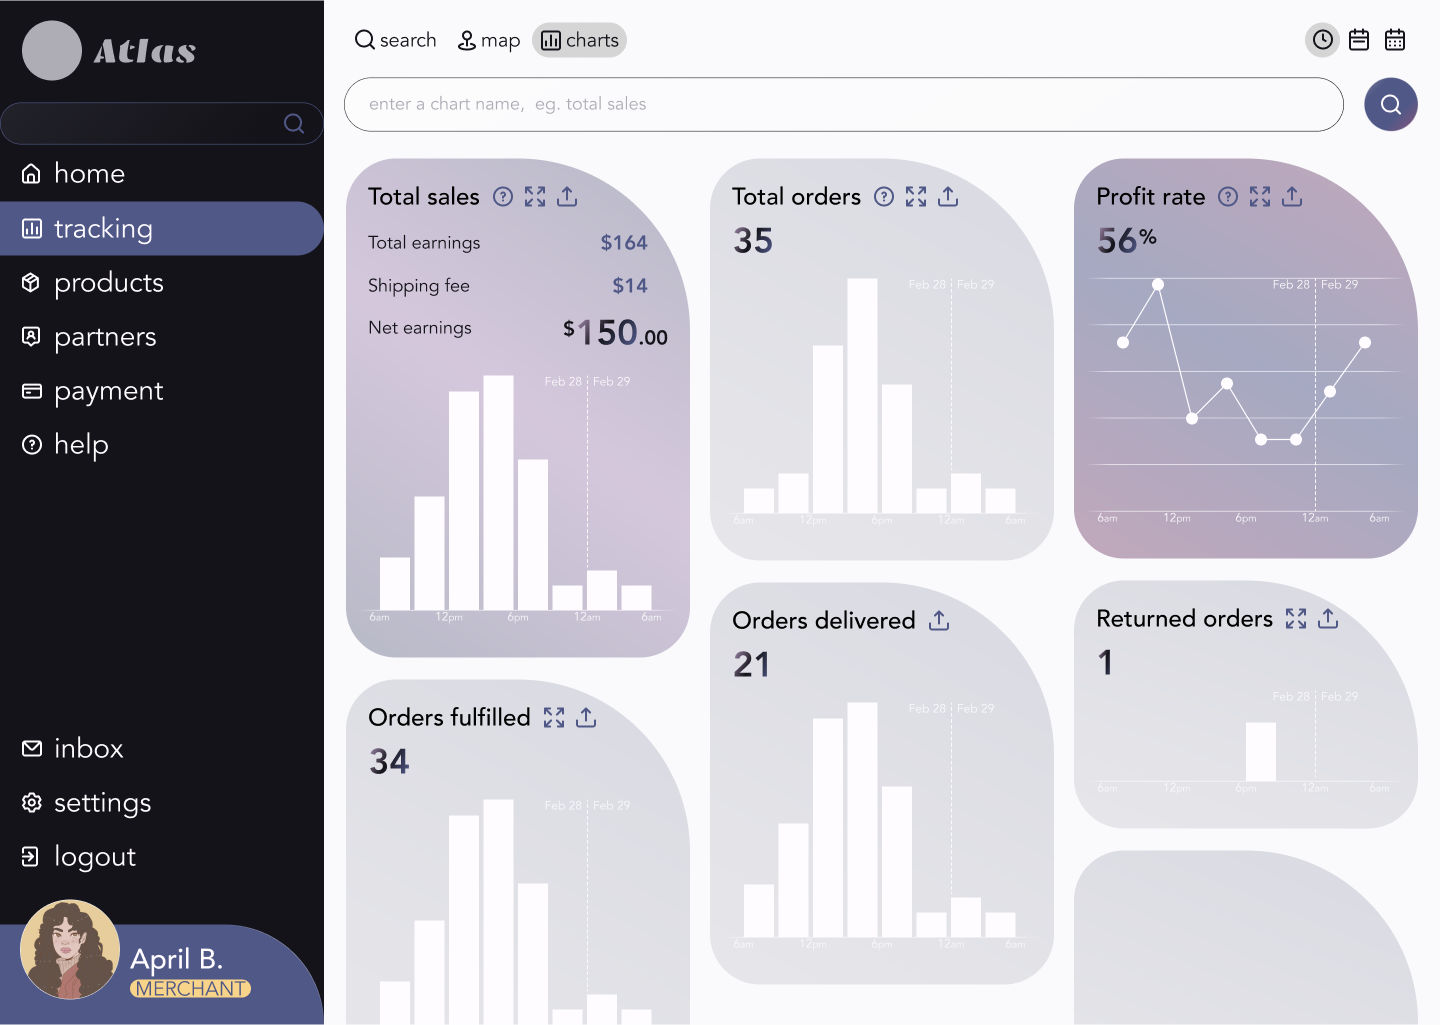 Atlas
home
tracking
products
partners
payment
help
inbox
settings
logout
April B.
MERCHANT
search
map
charts
enter a chart name, eg. total sales
Total sales
Total earnings $164
Shipping fee $14
Net earnings $150.00
Feb 28 Feb 29
6am 12pm 6pm 12am 6am
Orders fulfilled
34
Feb 28 Feb 29
Total orders
35
Feb 28 Feb 29
6am 12pm 6pm 12am 6am
Orders delivered
21
Feb 28 Feb 29
6am 12pm 6pm 12am 6am
Profit rate
56%
Feb 28 Feb 29
6am 12pm 6pm 12am 6am
Returned orders
1
Feb 28 Feb 29
6am 12pm 6pm 12am 6am